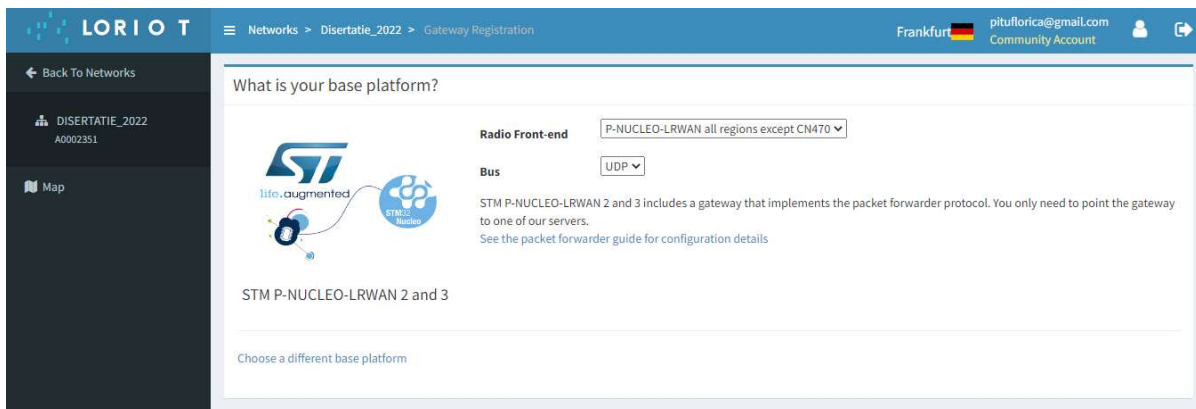 LORIOT
Networks > Disertatie_2022 > Gateway Registration
Frankfurt
pituflorica@gmail.com
Community Account
Back To Networks
DISERTATIE_2022
A0002351
Map
What is your base platform?
Radio Front-end
P-NUCLEO-LRWAN all regions except CN470
Bus
UDP
STM P-NUCLEO-LRWAN 2 and 3 includes a gateway that implements the packet forwarder protocol. You only need to point the gateway
to one of our servers.
See the packet forwarder guide for configuration details
ST
life.augmented
STM32
Nucleo
STM P-NUCLEO-LRWAN 2 and 3
Choose a different base platform